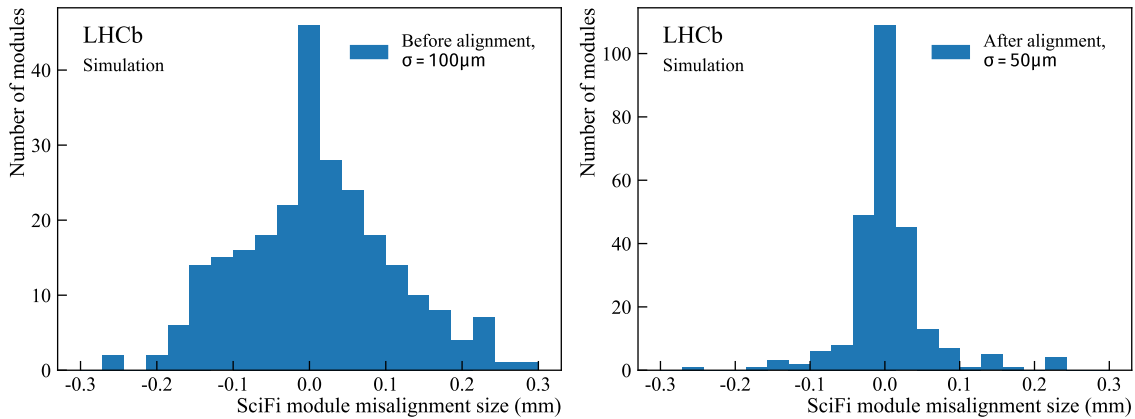 Number of modules
LHCb
Simulation
Before alignment,
σ = 100μm
40
30
20
10
0
-0.3
-0.2
-0.1
0.0
0.1
0.2
0.3
SciFi module misalignment size (mm)
Number of modules
LHCb
Simulation
After alignment,
σ = 50μm
100
80
60
40
20
0
-0.3
-0.2
-0.1
0.0
0.1
0.2
0.3
SciFi module misalignment size (mm)